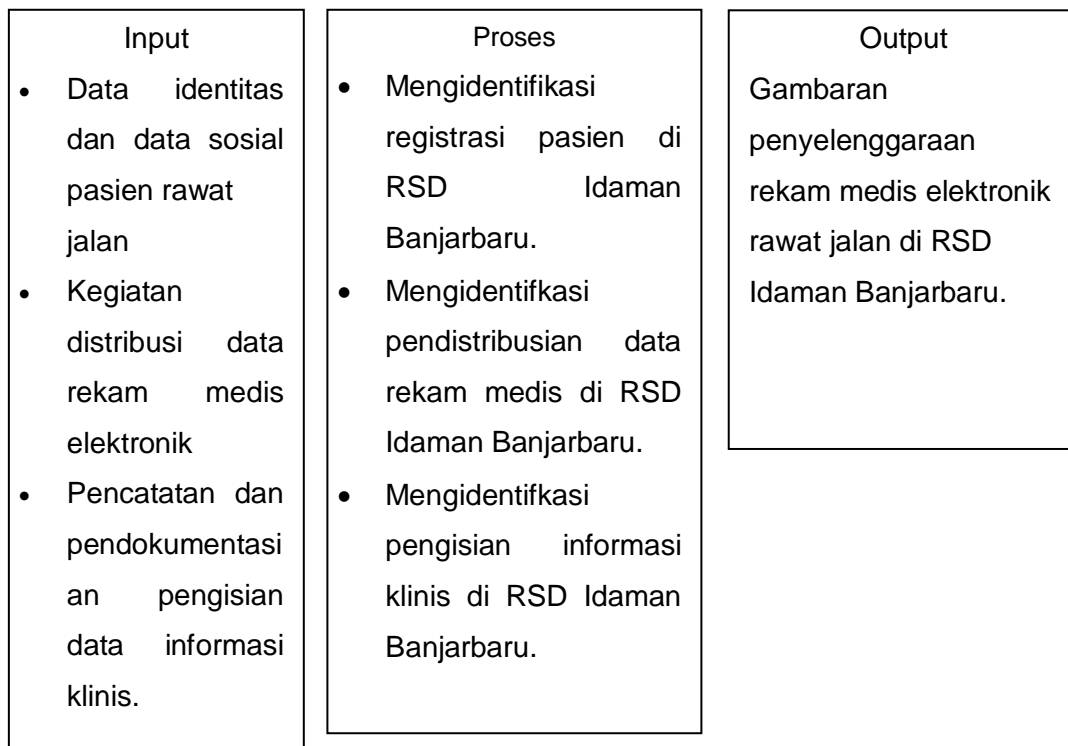 Input
• Data identitas
dan data sosial
pasien rawat
jalan
• Kegiatan
distribusi data
rekam medis
elektronik
• Pencatatan dan
pendokumentasi
an pengisian
data informasi
klinis.
Proses
• Mengidentifikasi
registrasi pasien di
RSD Idaman
Banjarbaru.
• Mengidentifkasi
pendistribusian data
rekam medis di RSD
Idaman Banjarbaru.
• Mengidentifkasi
pengisian informasi
klinis di RSD Idaman
Banjarbaru.
Output
Gambaran
penyelenggaraan
rekam medis elektronik
rawat jalan di RSD
Idaman Banjarbaru.